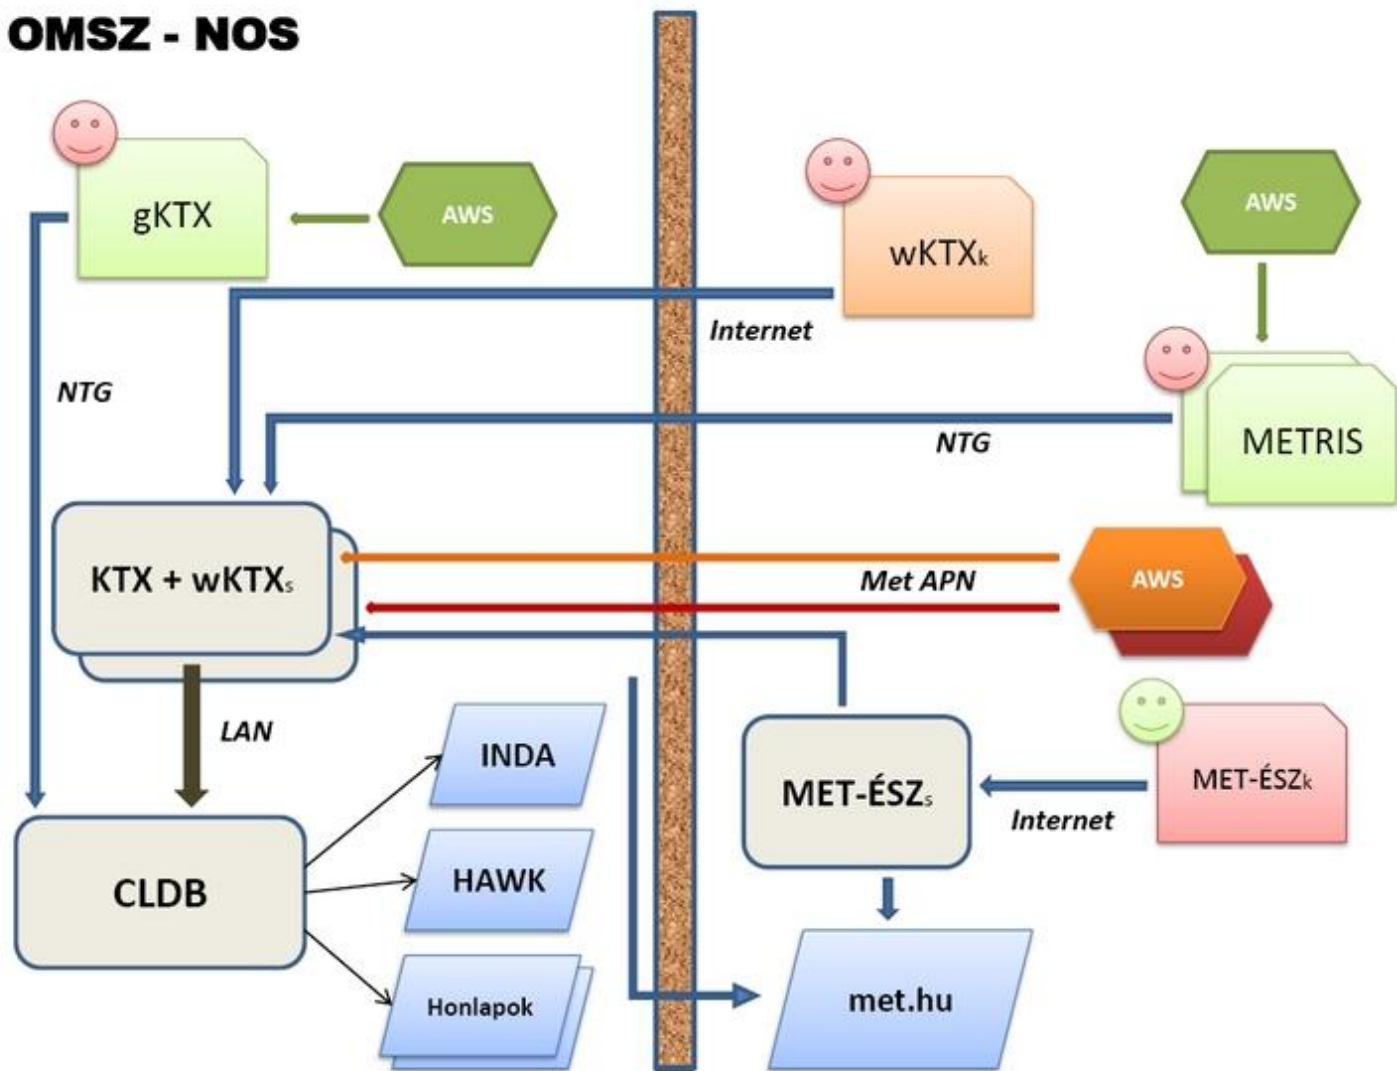 OMSZ - NOS
gKTX
AWS
wKTXk
AWS
Internet
NTG
NTG
METRIS
KTX + wKTXs
Met APN
AWS
LAN
INDA
MET-ÉSZs
MET-ÉSZk
Internet
CLDB
HAWK
Honlapok
met.hu